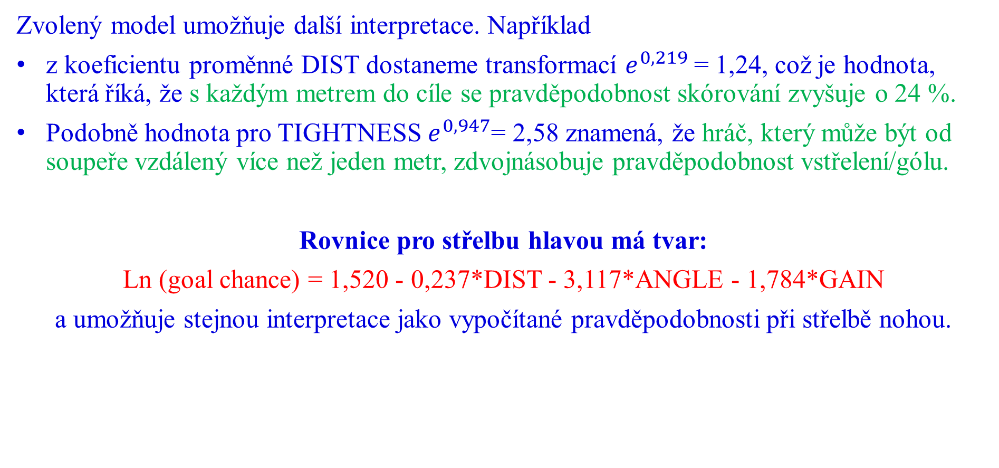 Zvolený model umožňuje další interpretace. Například
• z koeficientu proměnné DIST dostaneme transformací e^0,219 = 1,24, což je hodnota,
která říká, že s každým metrem do cíle se pravděpodobnost skórování zvyšuje o 24 %.
• Podobně hodnota pro TIGHTNESS e^0,947= 2,58 znamená, že hráč, který může být od
soupeře vzdálený více než jeden metr, zdvojnásobuje pravděpodobnost vstřelení/gólu.
Rovnice pro střelbu hlavou má tvar:
Ln (goal chance) = 1,520 - 0,237*DIST - 3,117*ANGLE - 1,784*GAIN
a umožňuje stejnou interpretace jako vypočítané pravděpodobnosti při střelbě nohou.